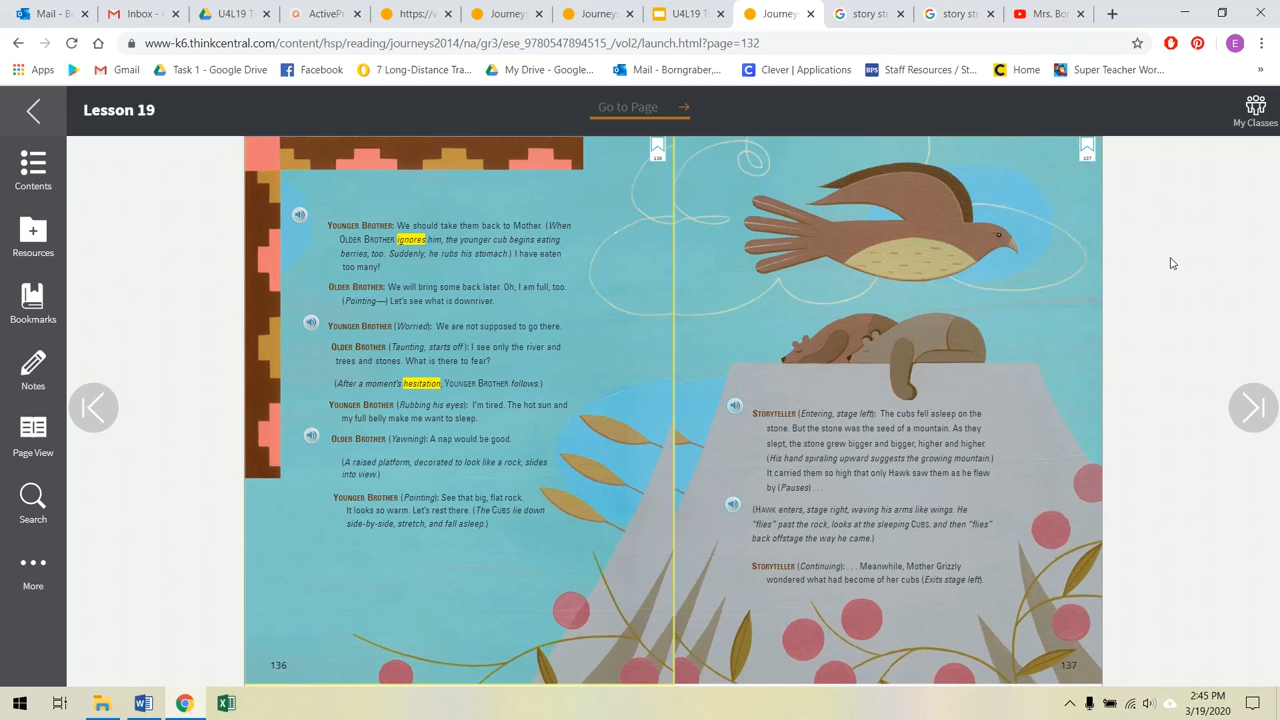 Mail - B
Inbox - e
U4L19 T
ActivePr
https://e
Journey
Journey
U4L19 T
Journey
story str
story str
Mrs. Bor
www-k6.thinkcentral.com/content/hsp/reading/journeys2014/na/gr3/ese_9780547894515_/vol2/launch.html?page=132
E
Apps
Gmail
Task 1 - Google Drive
Facebook
7 Long-Distance Tra...
My Drive - Google...
Mail - Borngraber,...
Clever | Applications
BPS
Staff Resources / St...
Home
Super Teacher Wor...
Lesson 19
Go to Page
My Classes
Contents
Resources
Bookmarks
Notes
Page View
Search
More
136
137
YOUNGER BROTHER: We should take them back to Mother. (When
OLDER BROTHER ignores him, the younger cub begins eating
berries, too. Suddenly, he rubs his stomach.) I have eaten
too many!
OLDER BROTHER: We will bring some back later. Oh, I am full, too.
(Pointing—) Let's see what is downriver.
YOUNGER BROTHER (Worried): We are not supposed to go there.
OLDER BROTHER (Taunting, starts off): I see only the river and
trees and stones. What is there to fear?
(After a moment's hesitation, YOUNGER BROTHER follows.)
YOUNGER BROTHER (Rubbing his eyes): I'm tired. The hot sun and
my full belly make me want to sleep.
OLDER BROTHER (Yawning): A nap would be good.
(A raised platform, decorated to look like a rock, slides
into view.)
YOUNGER BROTHER (Pointing): See that big, flat rock.
It looks so warm. Let's rest there. (The CUBS lie down
side-by-side, stretch, and fall asleep.)
136
STORYTELLER (Entering, stage left): The cubs fell asleep on the
stone. But the stone was the seed of a mountain. As they
slept, the stone grew bigger and bigger, higher and higher.
(His hand spiraling upward suggests the growing mountain.)
It carried them so high that only Hawk saw them as he flew
by (Pauses) . . .
(HAWK enters, stage right, waving his arms like wings. He
"flies" past the rock, looks at the sleeping CUBS, and then "flies"
back offstage the way he came.)
STORYTELLER (Continuing): . . . Meanwhile, Mother Grizzly
wondered what had become of her cubs (Exits stage left).
137
2:45 PM
3/19/2020